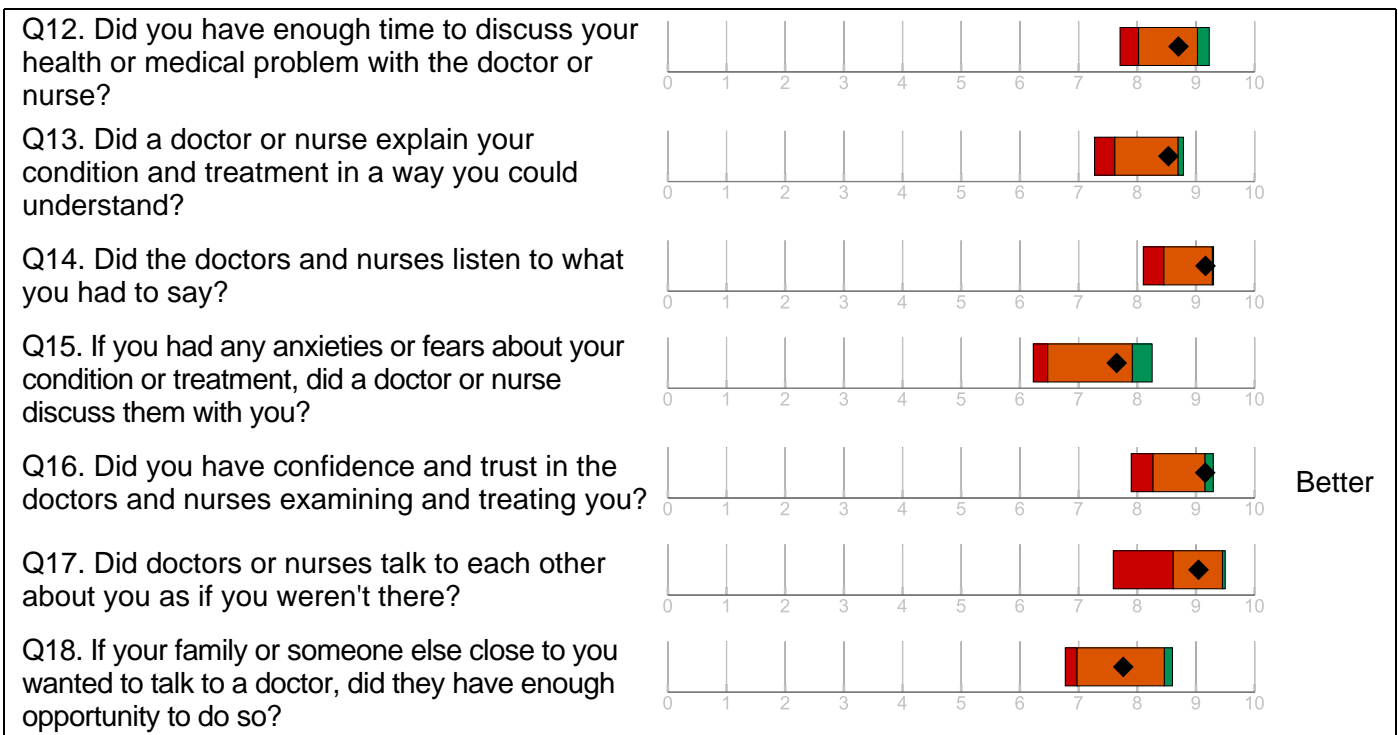 Q12. Did you have enough time to discuss your
health or medical problem with the doctor or
nurse?
0 1 2 3 4 5 6 7 8 9 10
Q13. Did a doctor or nurse explain your
condition and treatment in a way you could
understand?
0 1 2 3 4 5 6 7 8 9 10
Q14. Did the doctors and nurses listen to what
you had to say?
0 1 2 3 4 5 6 7 8 9 10
Q15. If you had any anxieties or fears about your
condition or treatment, did a doctor or nurse
discuss them with you?
0 1 2 3 4 5 6 7 8 9 10
Q16. Did you have confidence and trust in the
doctors and nurses examining and treating you?
Better
0 1 2 3 4 5 6 7 8 9 10
Q17. Did doctors or nurses talk to each other
about you as if you weren't there?
0 1 2 3 4 5 6 7 8 9 10
Q18. If your family or someone else close to you
wanted to talk to a doctor, did they have enough
opportunity to do so?
0 1 2 3 4 5 6 7 8 9 10